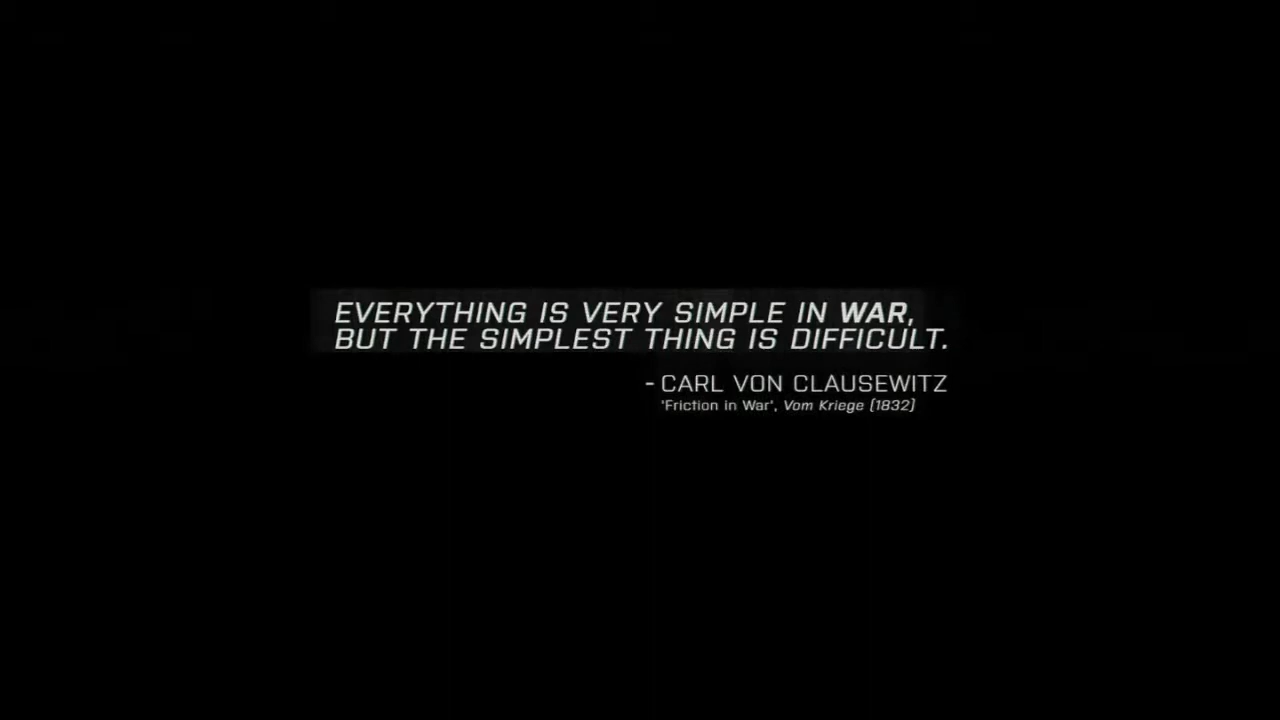 EVERYTHING IS VERY SIMPLE IN WAR,
BUT THE SIMPLEST THING IS DIFFICULT.
- CARL VON CLAUSEWITZ
'Friction in War', Vom Kriege (1832)